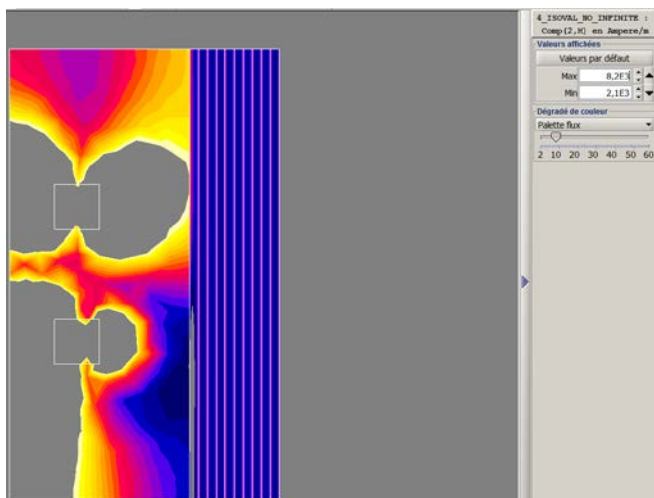 4_ISOVAL_NO_INFINITE :
Comp(2,H) en Ampere/m
Valeurs affichées
Valeurs par défaut
Max 8,2E3
Min 2,1E3
Dégradé de couleur
Palette flux
2 10 20 30 40 50 60